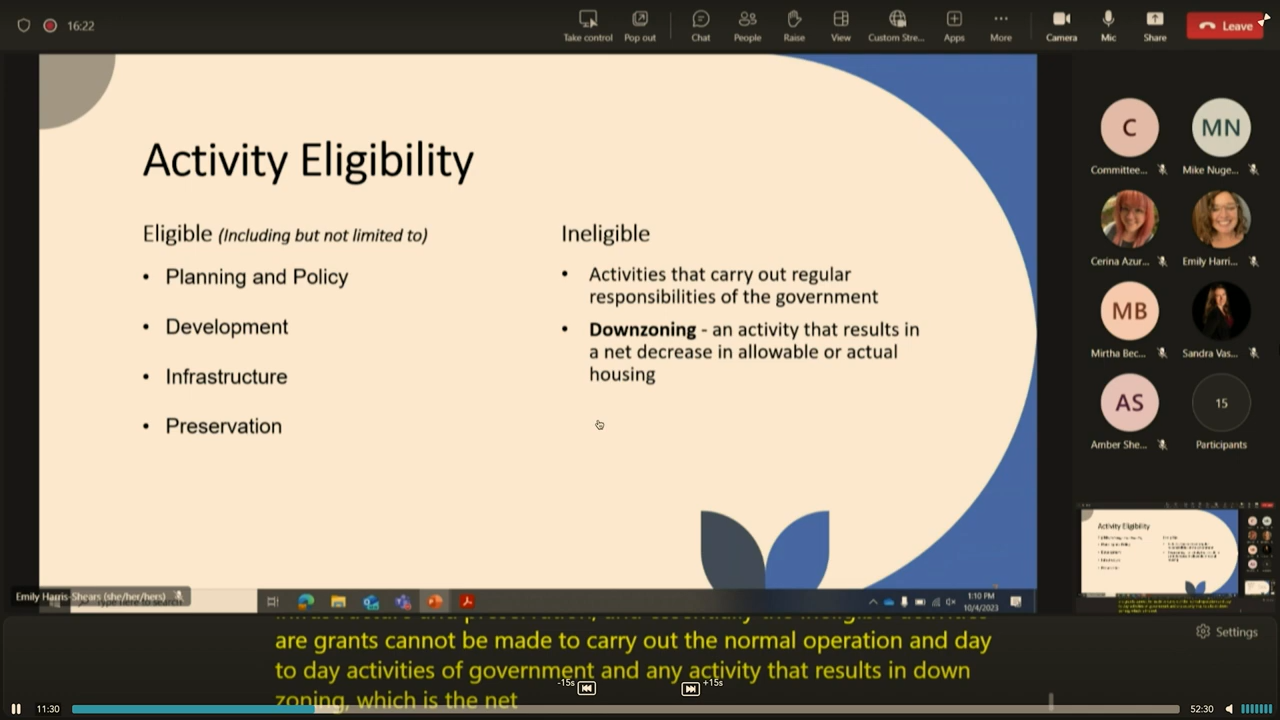 16:22
Take control
Pop out
Chat
People
Raise
View
Custom Stre...
Apps
More
Camera
Mic
Share
Leave
Activity Eligibility
Eligible (Including but not limited to)
• Planning and Policy
• Development
• Infrastructure
• Preservation
Ineligible
• Activities that carry out regular
responsibilities of the government
• Downzoning - an activity that results in
a net decrease in allowable or actual
housing
C
Committee...
MN
Mike Nuge...
Cerina Azur...
Emily Harri...
MB
Mirtha Bec...
Sandra Vas...
AS
Amber She...
15
Participants
Activity Eligibility
Emily Harris-Shears (she/her/hers)
1:10 PM
10/4/2023
Settings
are grants cannot be made to carry out the normal operation and day
to day activities of government and any activity that results in down
zoning, which is the net
-15s
+15s
11:30
52:30